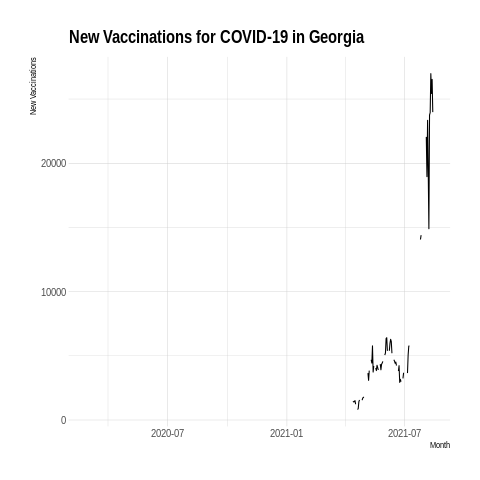 New Vaccinations for COVID-19 in Georgia
New Vaccinations
20000
10000
0
2020-07 2021-01 2021-07
Month